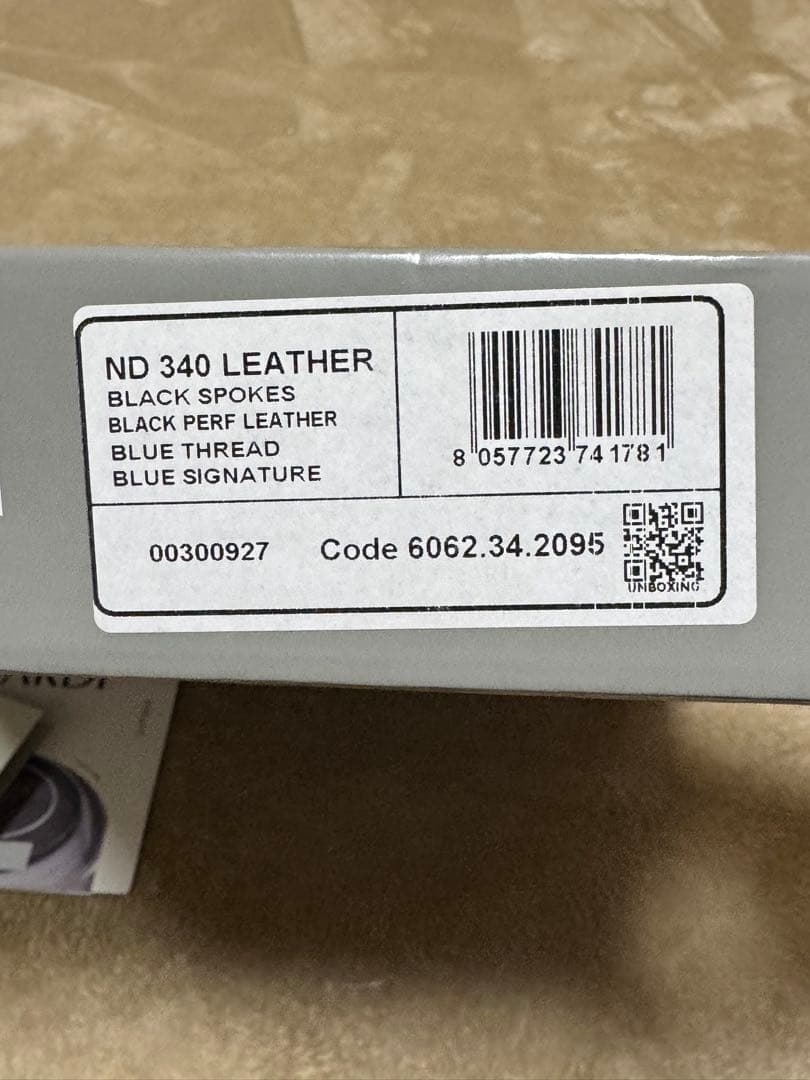 ND 340 LEATHER
BLACK SPOKES
BLACK PERF LEATHER
BLUE THREAD
BLUE SIGNATURE
8 057723 741781
00300927
Code 6062.34.2095
UNBOXING